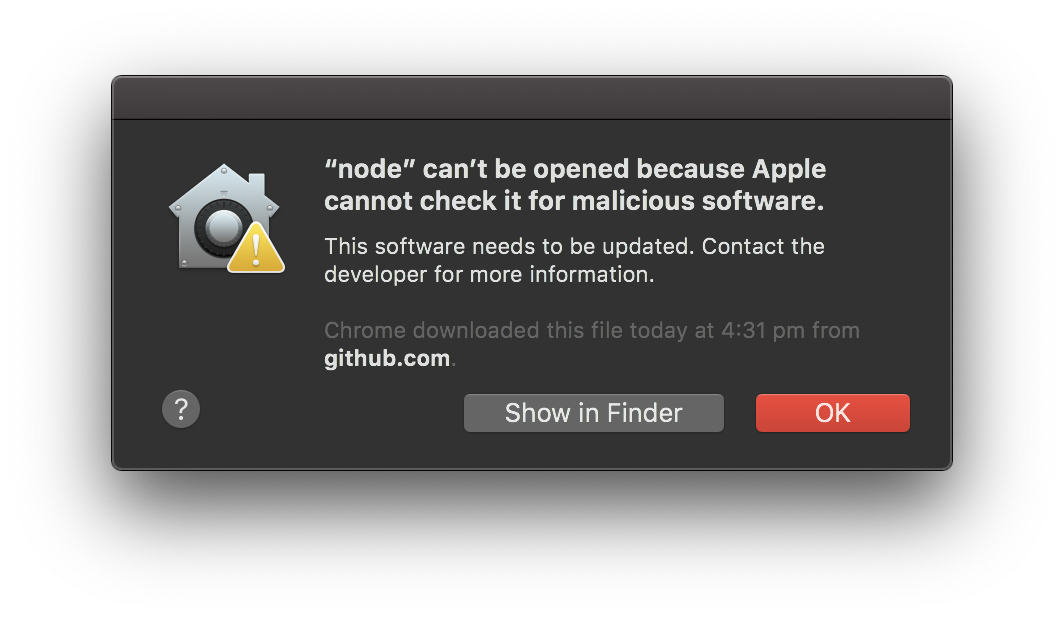 “node” can’t be opened because Apple
cannot check it for malicious software.
This software needs to be updated. Contact the
developer for more information.
Chrome downloaded this file today at 4:31 pm from
github.com.
?
Show in Finder
OK